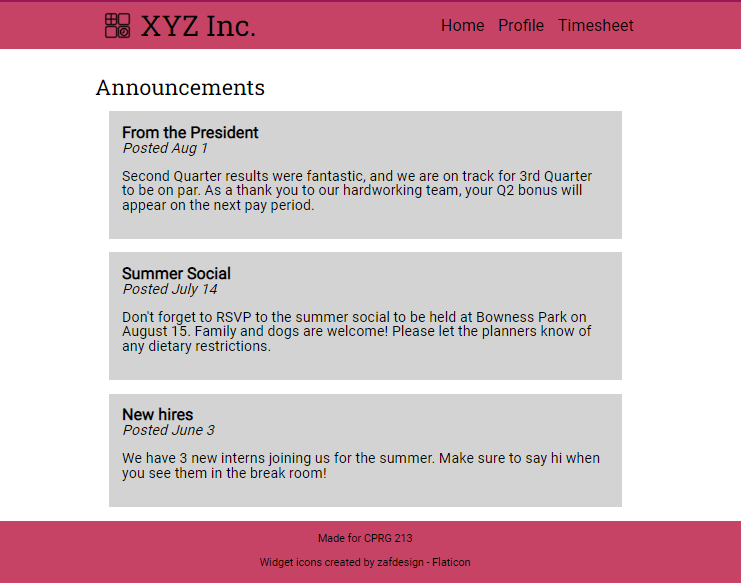 XYZ Inc.
Home Profile Timesheet
Announcements
From the President
Posted Aug 1
Second Quarter results were fantastic, and we are on track for 3rd Quarter
to be on par. As a thank you to our hardworking team, your Q2 bonus will
appear on the next pay period.
Summer Social
Posted July 14
Don't forget to RSVP to the summer social to be held at Bowness Park on
August 15. Family and dogs are welcome! Please let the planners know of
any dietary restrictions.
New hires
Posted June 3
We have 3 new interns joining us for the summer. Make sure to say hi when
you see them in the break room!
Made for CPRG 213
Widget icons created by zafdesign - Flaticon